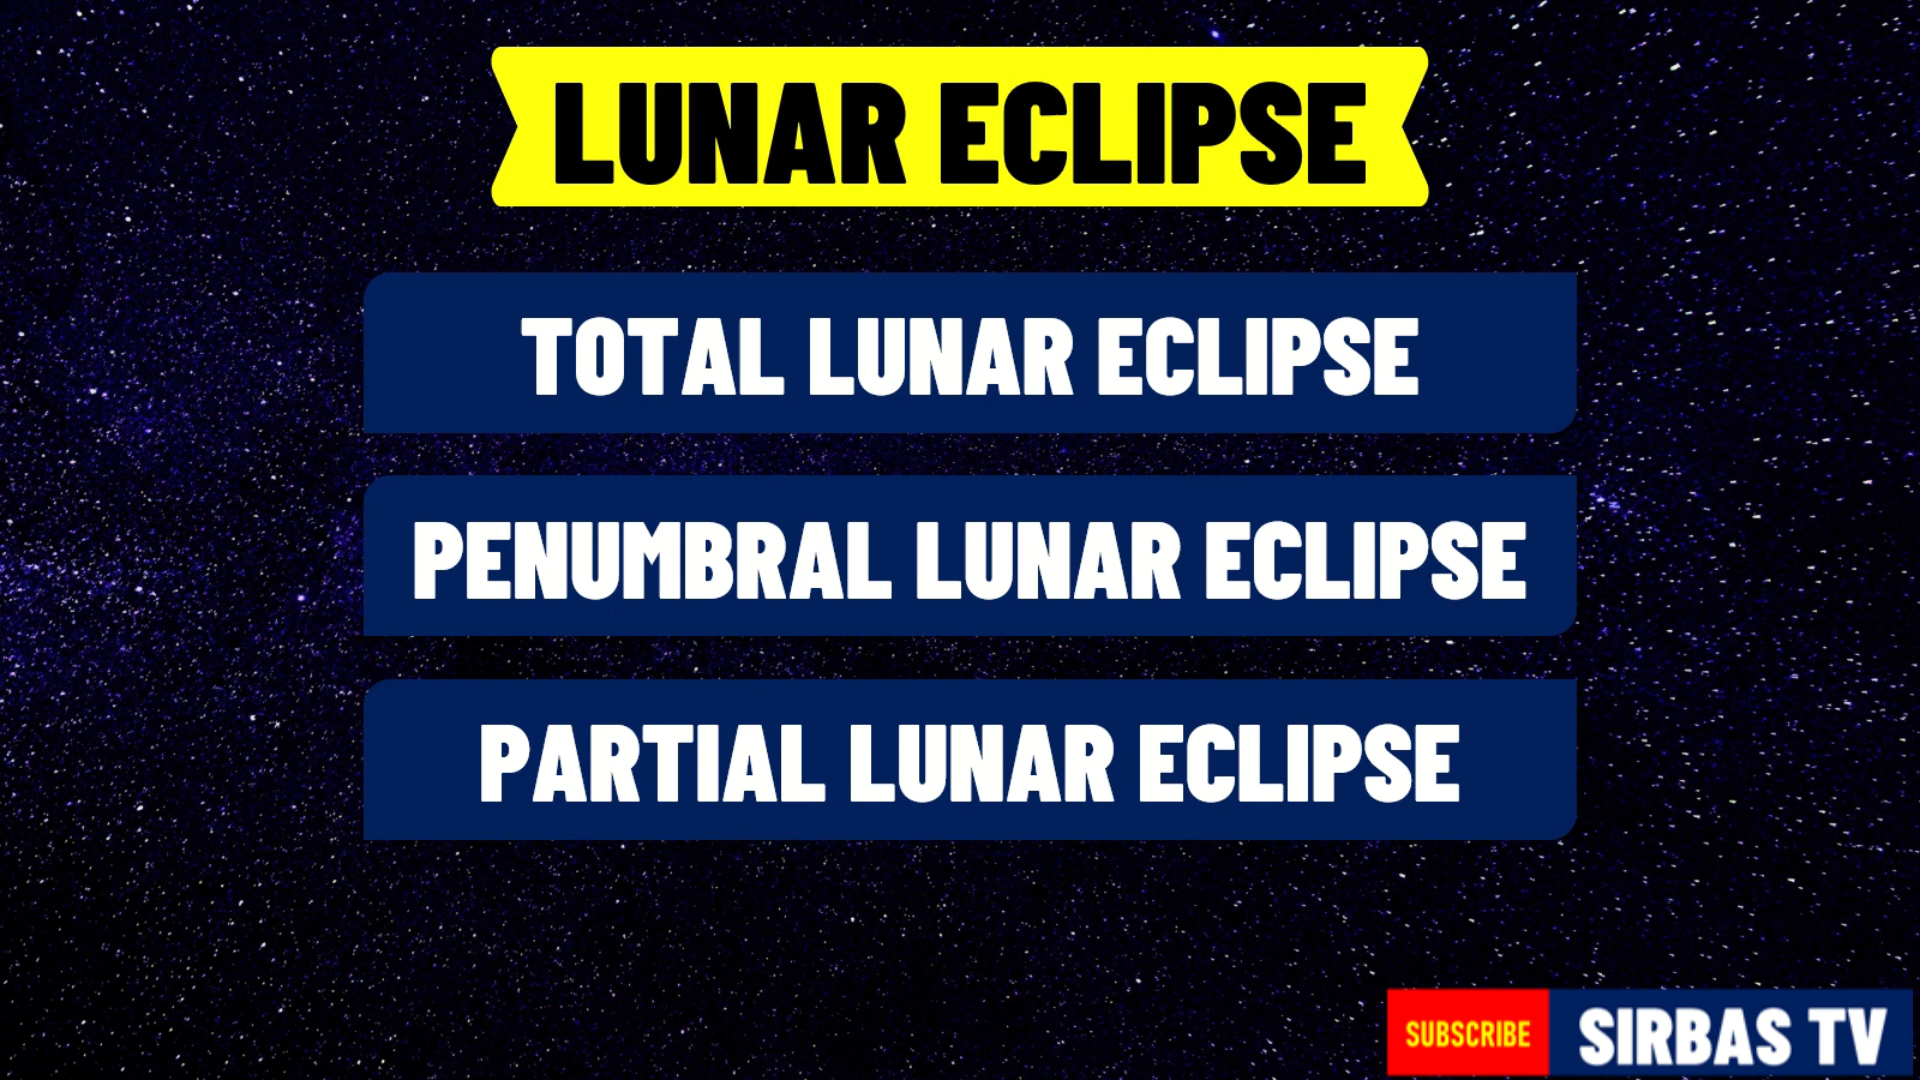 LUNAR ECLIPSE
TOTAL LUNAR ECLIPSE
PENUMBRAL LUNAR ECLIPSE
PARTIAL LUNAR ECLIPSE
SUBSCRIBE SIRBAS TV